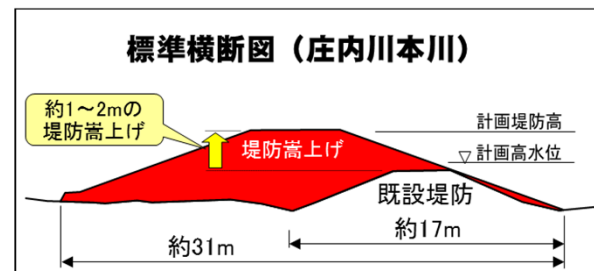 標準横断図（庄内川本川）
約1～2mの
堤防嵩上げ
計画堤防高
堤防嵩上げ
計画高水位
既設堤防
約17m
約31m